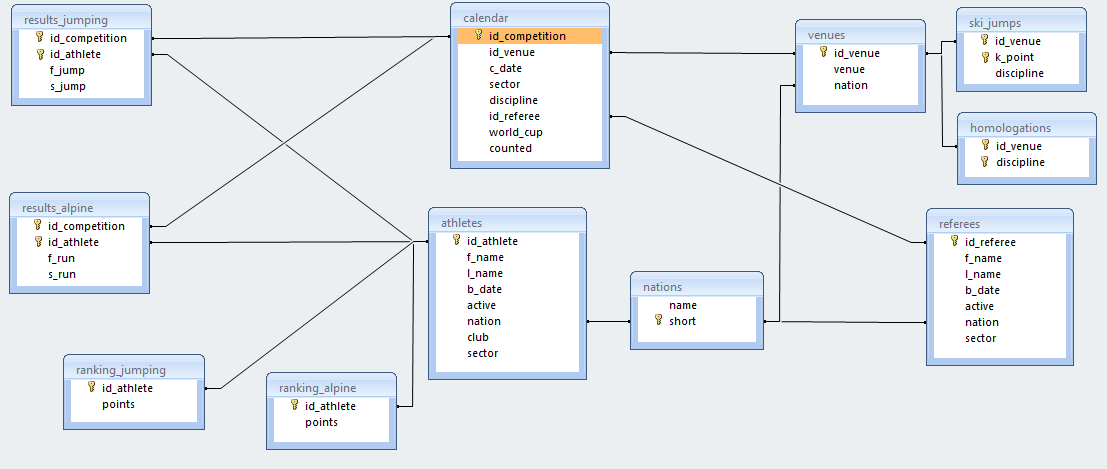 results_jumping
id_competition
id_athlete
f_jump
s_jump
calendar
id_competition
id_venue
c_date
sector
discipline
id_referee
world_cup
counted
venues
id_venue
venue
nation
ski_jumps
id_venue
k_point
discipline
homologations
id_venue
discipline
results_alpine
id_competition
id_athlete
f_run
s_run
athletes
id_athlete
f_name
l_name
b_date
active
nation
club
sector
nations
name
short
referees
id_referee
f_name
l_name
b_date
active
nation
sector
ranking_jumping
id_athlete
points
ranking_alpine
id_athlete
points